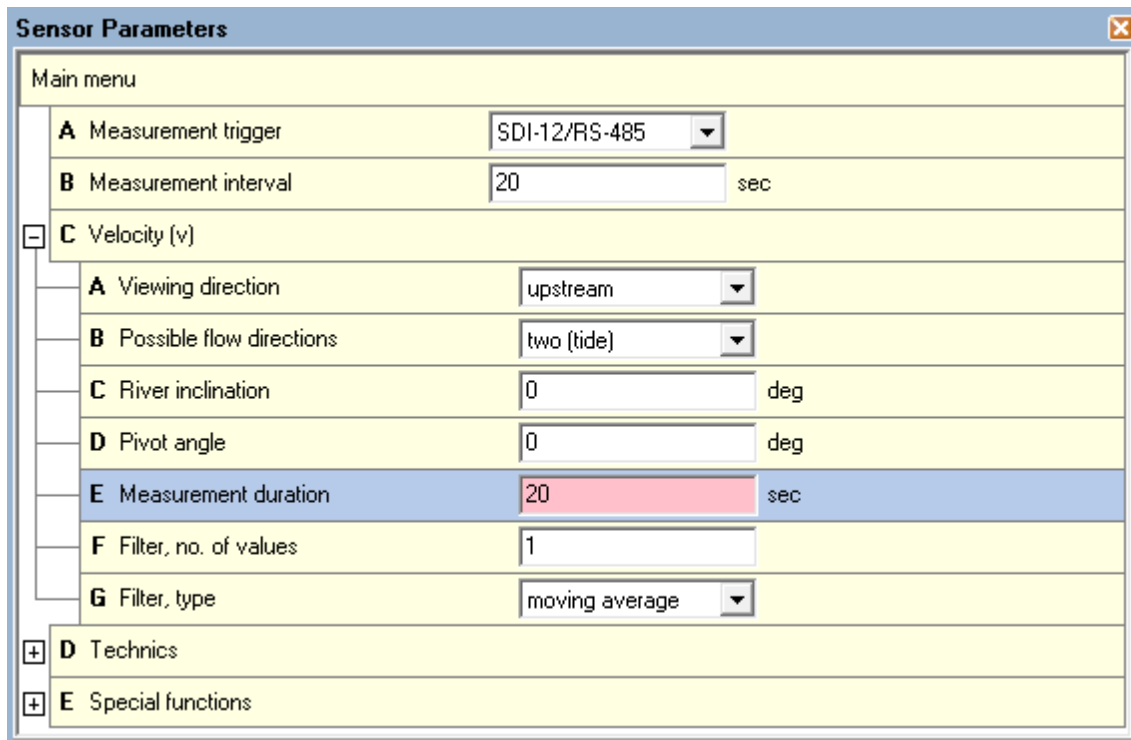 Sensor Parameters
Main menu
A Measurement trigger SDI-12/RS-485
B Measurement interval 20 sec
C Velocity (v)
A Viewing direction upstream
B Possible flow directions two (tide)
C River inclination 0 deg
D Pivot angle 0 deg
E Measurement duration 20 sec
F Filter, no. of values 1
G Filter, type moving average
D Technics
E Special functions